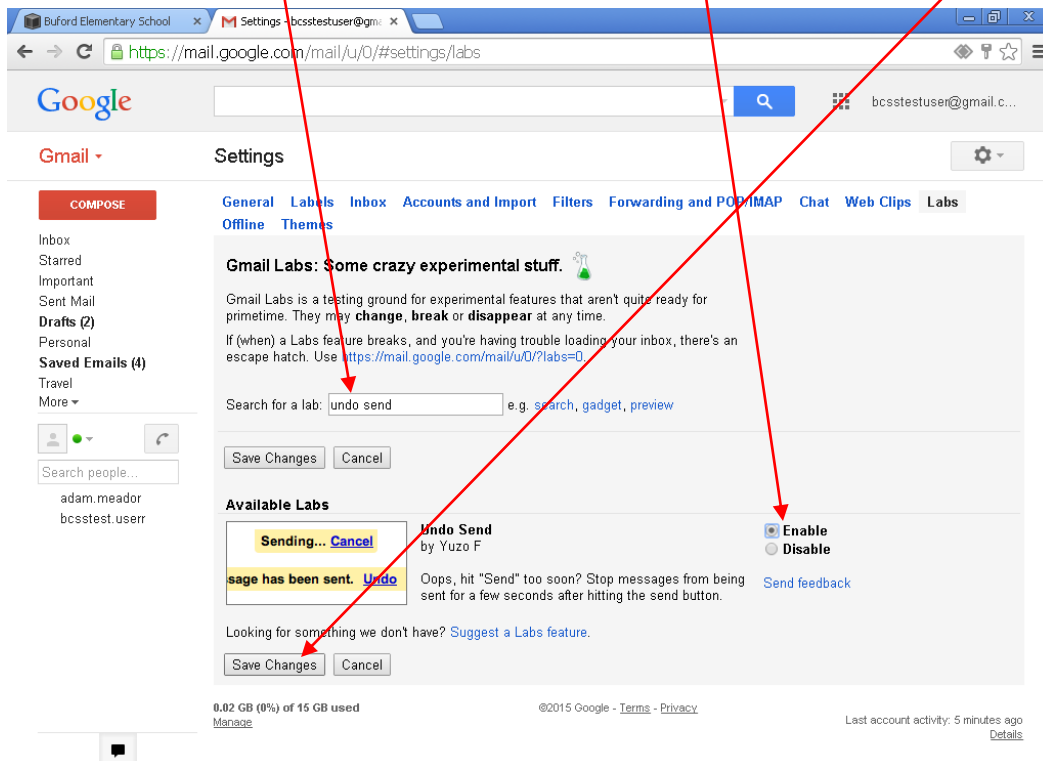 Buford Elementary School
Settings - bcsstestuser@gma
https://mail.google.com/mail/u/0/#settings/labs
Google
bcsstestuser@gmail.c...
Gmail
Settings
COMPOSE
General Labels Inbox Accounts and Import Filters Forwarding and POP/IMAP Chat Web Clips Labs
Offline Themes
Inbox
Starred
Important
Sent Mail
Drafts (2)
Personal
Saved Emails (4)
Travel
More
Search people...
adam.meador
bcsstest.userr
Gmail Labs: Some crazy experimental stuff.
Gmail Labs is a testing ground for experimental features that aren't quite ready for
primetime. They may change, break or disappear at any time.
If (when) a Labs feature breaks, and you're having trouble loading your inbox, there's an
escape hatch. Use https://mail.google.com/mail/u/0/?labs=0.
Search for a lab: undo send e.g. search, gadget, preview
Save Changes Cancel
Available Labs
Sending... Cancel
ssage has been sent. Undo
Undo Send
by Yuzo F
Oops, hit "Send" too soon? Stop messages from being
sent for a few seconds after hitting the send button.
Enable
Disable
Send feedback
Looking for something we don't have? Suggest a Labs feature.
Save Changes Cancel
0.02 GB (0%) of 15 GB used
Manage
©2015 Google - Terms - Privacy
Last account activity: 5 minutes ago
Details